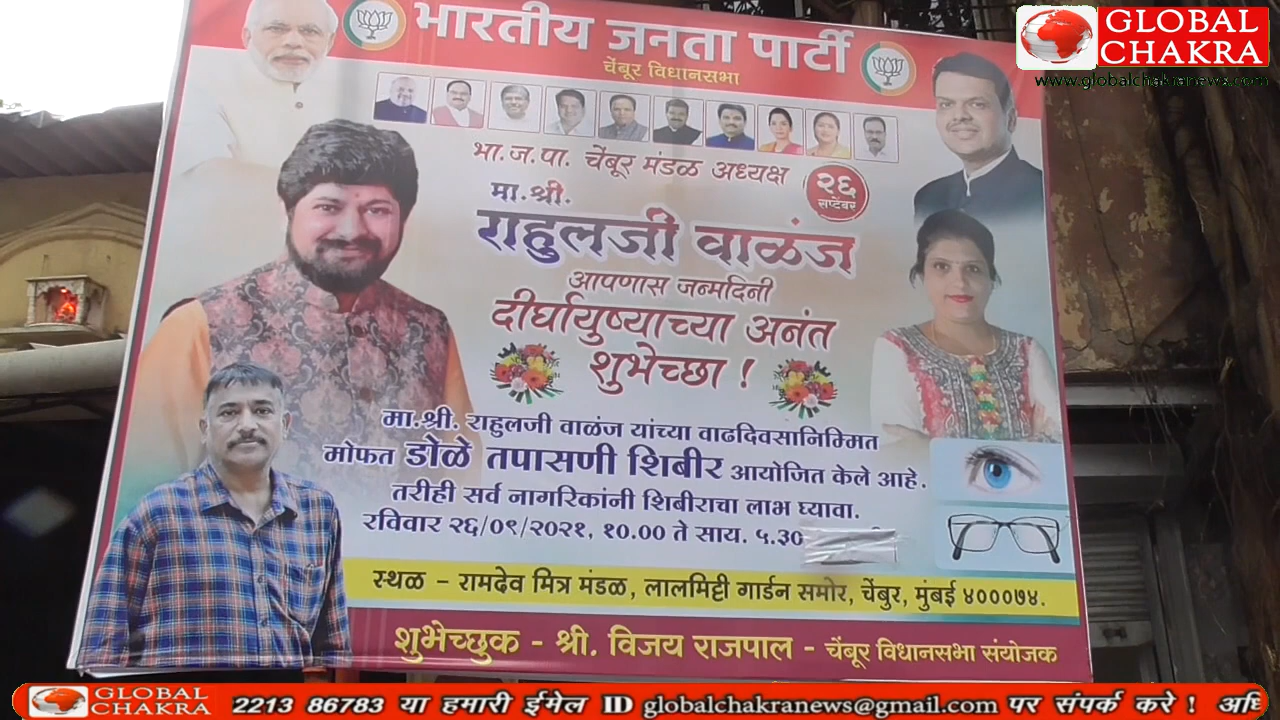 GLOBAL
CHAKRA
www.globalchakranews.com
भारतीय जनता पार्टी
चेंबूर विधानसभा
भा.ज.पा. चेंबूर मंडळ अध्यक्ष
२६
सप्टेंबर
मा.श्री.
राहुलजी वाळंज
आपणास जन्मदिनी
दीर्घायुष्याच्या अनंत
शुभेच्छा !
मा.श्री. राहुलजी वाळंज यांच्या वाढदिवसानिम्मित
मोफत डोळे तपासणी शिबीर आयोजित केले आहे.
तरीही सर्व नागरिकांनी शिबीराचा लाभ घ्यावा.
रविवार २६/०९/२०२१, १०.०० ते साय. ५.३०
स्थळ – रामदेव मित्र मंडळ, लालमिट्टी गार्डन समोर, चेंबुर, मुंबई ४०००७४.
शुभेच्छुक - श्री. विजय राजपाल - चेंबूर विधानसभा संयोजक
GLOBAL
CHAKRA
2213 86783 या हमारी ईमेल ID globalchakranews@gmail.com पर संपर्क करे !